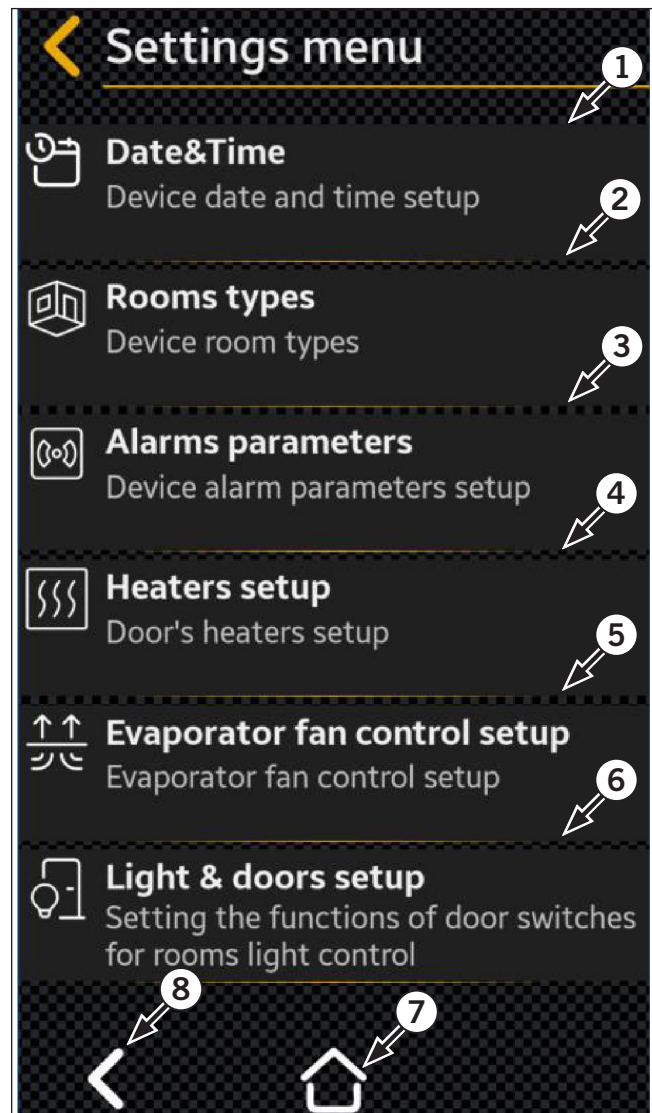 Settings menu
1
Date&Time
Device date and time setup
2
Rooms types
Device room types
3
Alarms parameters
Device alarm parameters setup
4
Heaters setup
Door's heaters setup
5
Evaporator fan control setup
Evaporator fan control setup
6
Light & doors setup
Setting the functions of door switches
for rooms light control
8
7